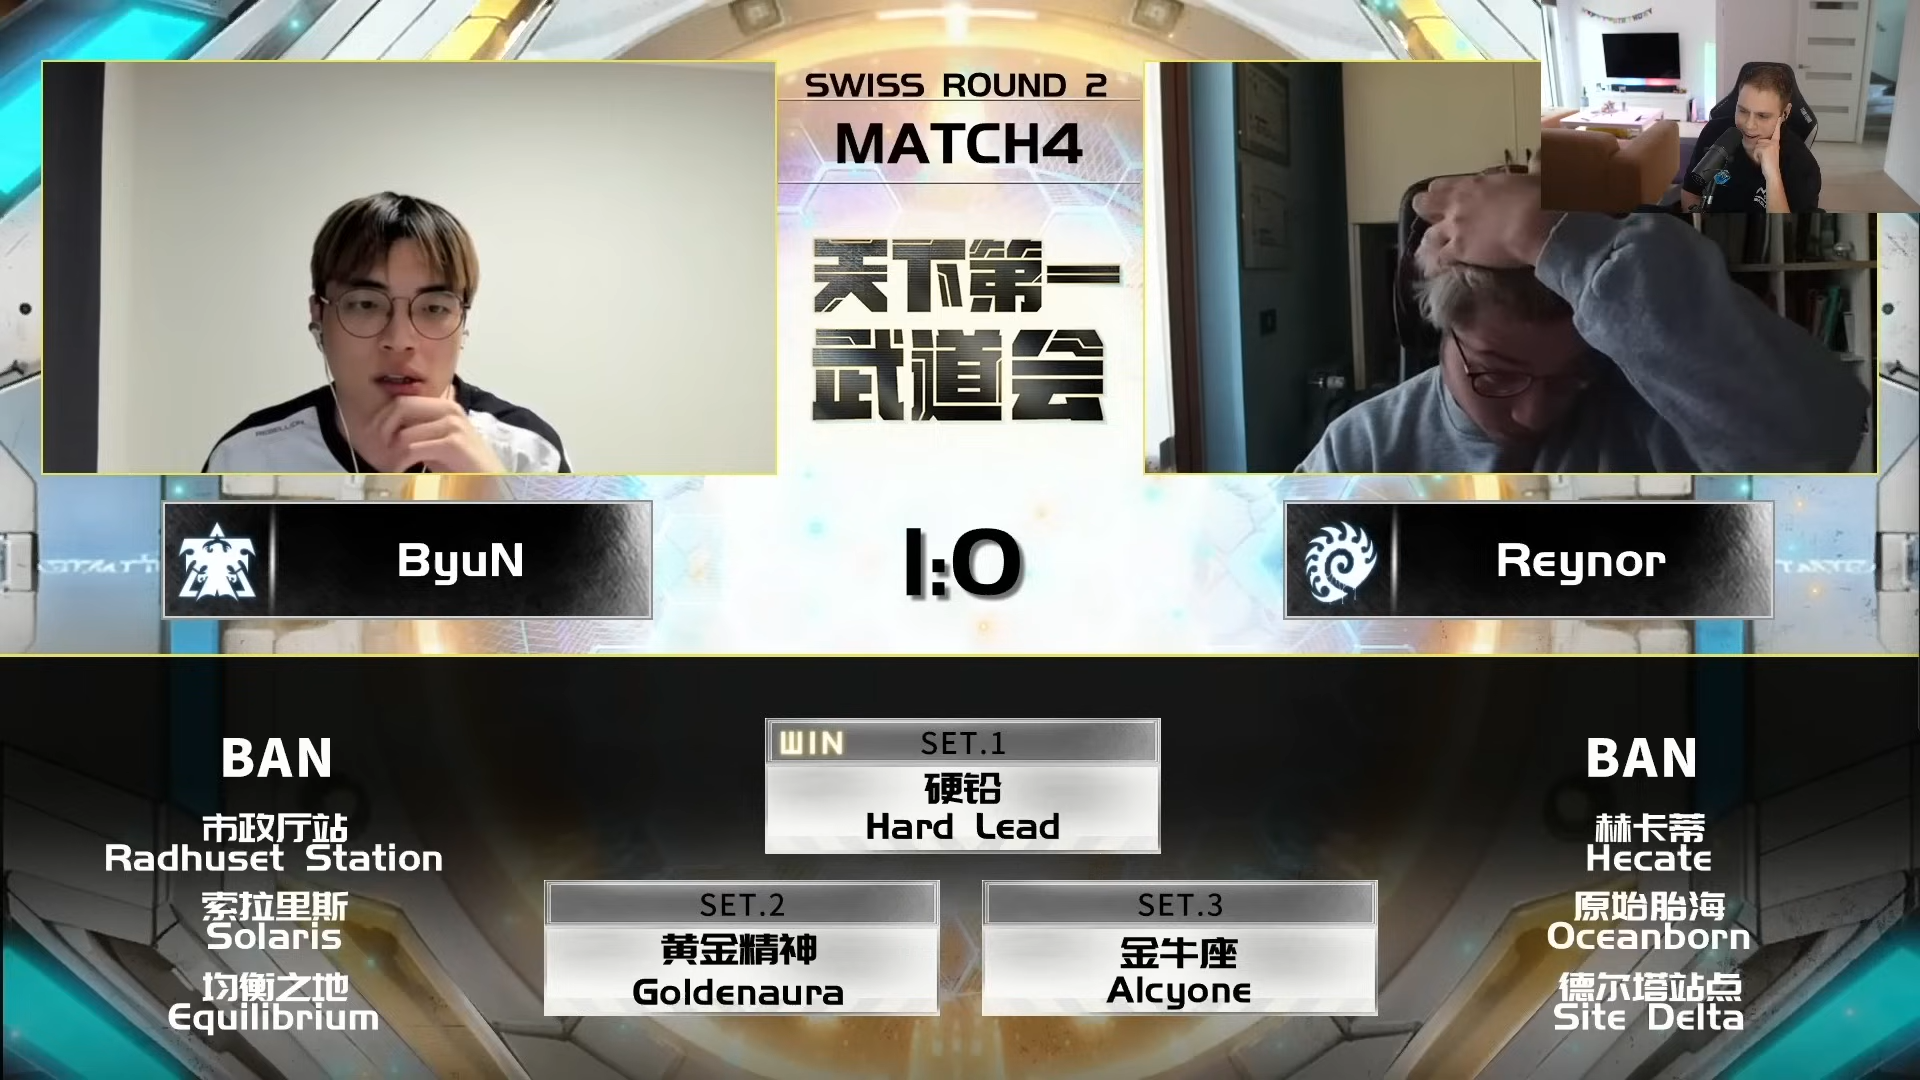 SWISS ROUND 2
MATCH4
天下第一
武道会
REBELLION
ByuN
1:0
Reynor
BAN
市政厅站
Radhuset Station
索拉里斯
Solaris
均衡之地
Equilibrium
WIN SET.1
硬铅
Hard Lead
SET.2
黄金精神
Goldenaura
SET.3
金牛座
Alcyone
BAN
赫卡蒂
Hecate
原始胎海
Oceanborn
德尔塔站点
Site Delta